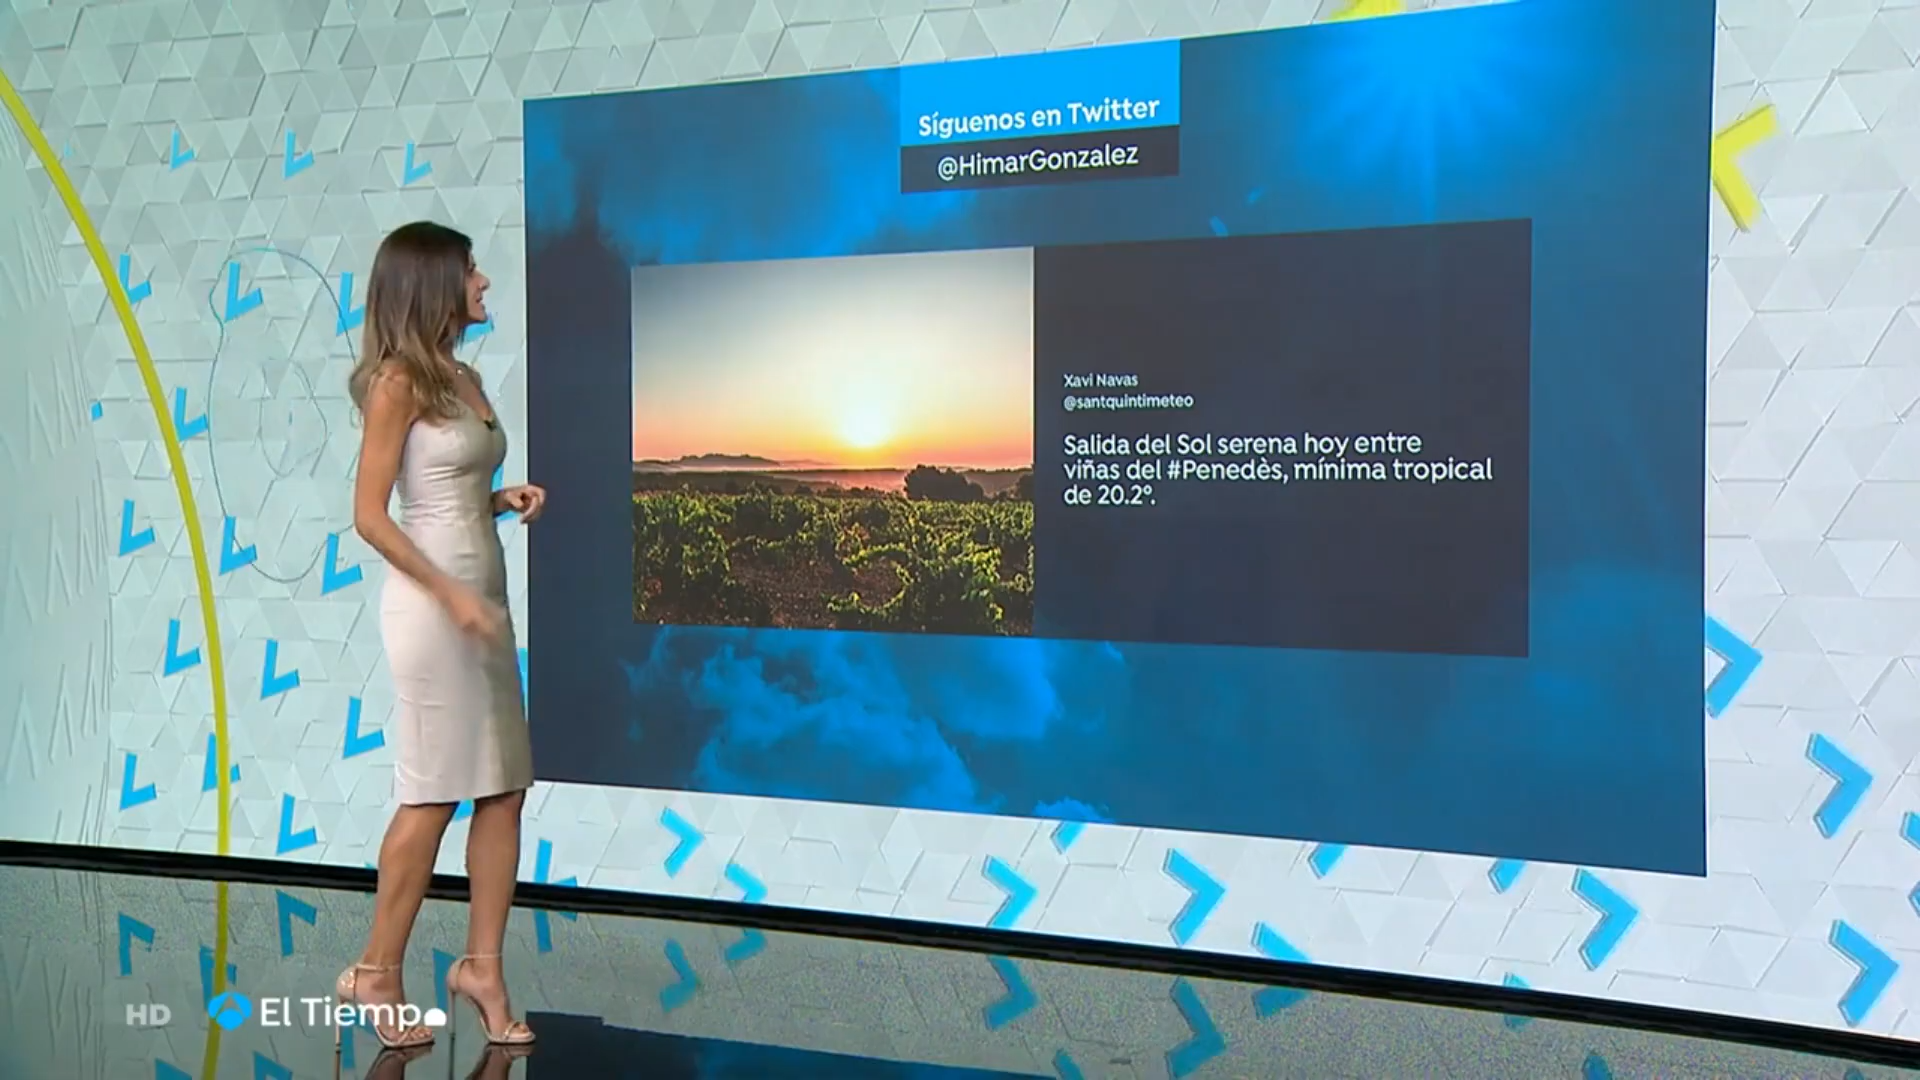 Síguenos en Twitter
@HimarGonzalez
Xavi Navas
@santquintimeteo
Salida del Sol serena hoy entre
viñas del #Penedès, mínima tropical
de 20.2º.
HD El Tiempo